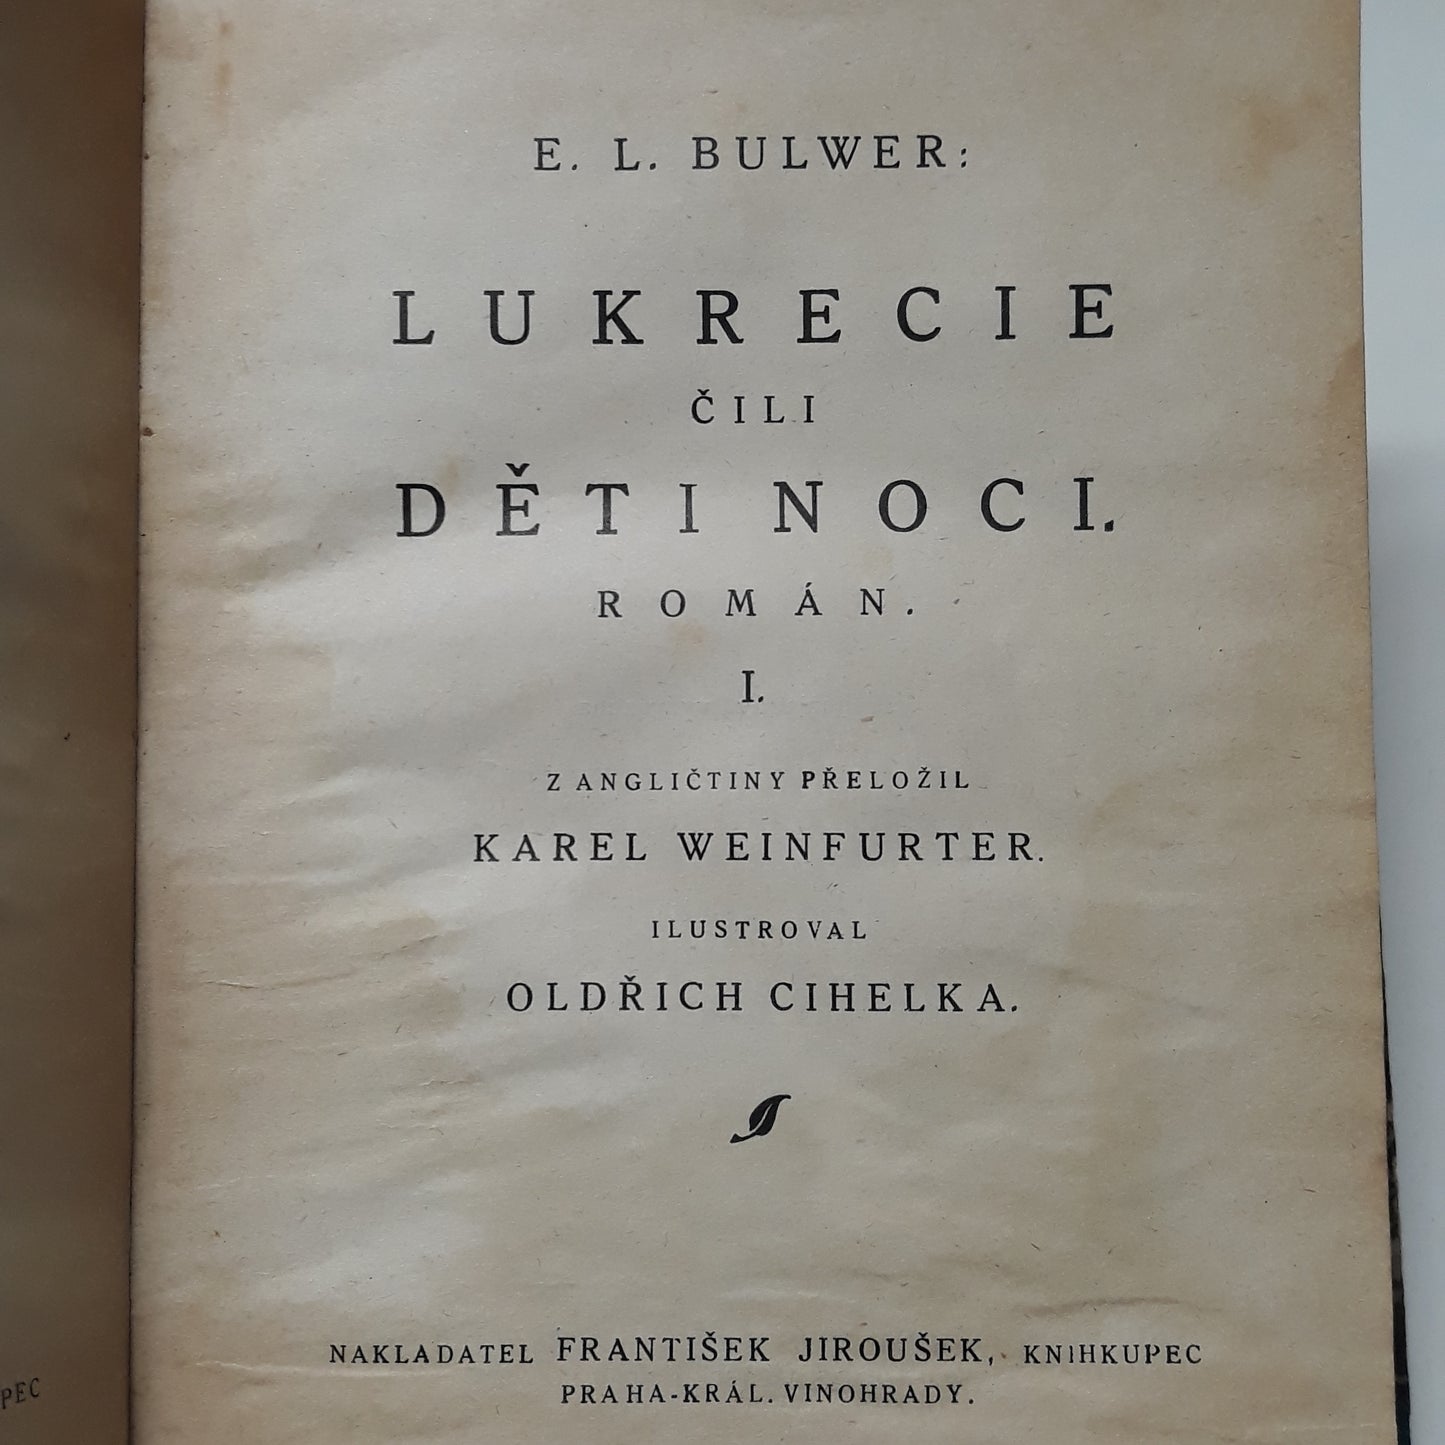 E. L. BULWER:
LUKRECIE
ČILI
DĚTI NOCI.
ROMÁN.
I.
Z ANGLIČTINY PŘELOŽIL
KAREL WEINFURTER.
ILUSTROVAL
OLDŘICH CIHELKA.
NAKLADATEL FRANTIŠEK JIROUŠEK, KNIHKUPEC
PRAHA-KRÁL. VINOHRADY.
PEC